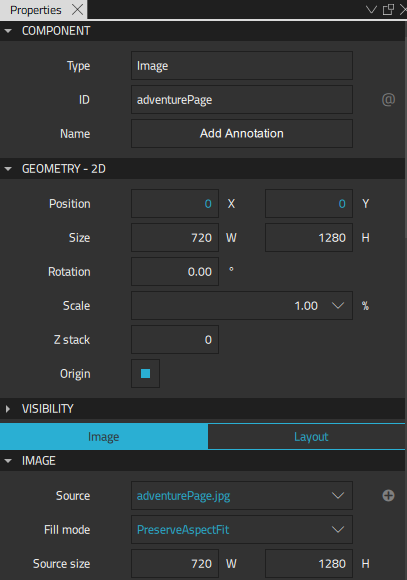 Properties
COMPONENT
Type Image
ID adventurePage @
Name Add Annotation
GEOMETRY - 2D
Position 0 X 0 Y
Size 720 W 1280 H
Rotation 0.00 °
Scale 1.00 %
Z stack 0
Origin
VISIBILITY
Image Layout
IMAGE
Source adventurePage.jpg
Fill mode PreserveAspectFit
Source size 720 W 1280 H